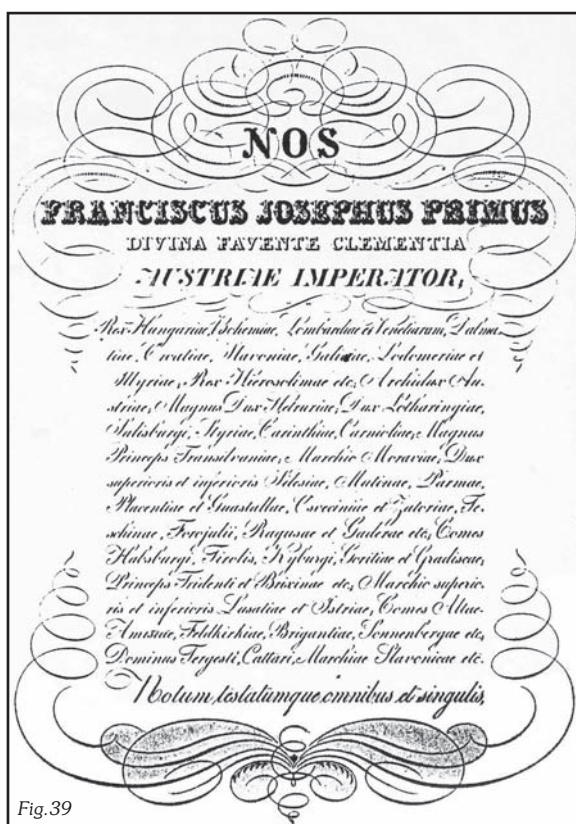 NOS
FRANCISCUS JOSEPHUS PRIMUS
DIVINA FAVENTE CLEMENTIA
AUSTRIAE IMPERATOR,
Rex Hungariae, Bohemiae, Lombardiae et Venetiarum, Dalma-
tiae, Croatiae, Slavoniae, Galiciae, Lodomeriae et
Illyriae, Rex Hierosolimae etc, Archidux Au-
striae, Magnus Dux Hetruriae, Dux Lotharingiae,
Salisburgi, Styriae, Carinthiae, Carnioliae, Magnus
Princeps Transilvaniae, Marchio Moraviae, Dux
superioris et inferioris Silesiae, Mutinae, Parmae,
Placentiae et Guastallae, Osveciniae et Zatoriae, Te-
schinae, Forojulii, Ragusae et Zaderae etc, Comes
Habsburgi, Tirolis, Kyburgi, Goritiae et Gradiscae,
Princeps Tridenti et Brixinae etc, Marchio superio-
ris et inferioris Lusatiae et Istriae, Comes Altae-
Amisiae, Feldkirkiae, Brigantiae, Sonnenbergae etc,
Dominus Tergesti, Cattari, Marchiae Slavonicae etc.
Notum testatumque omnibus et singulis,
Fig.39